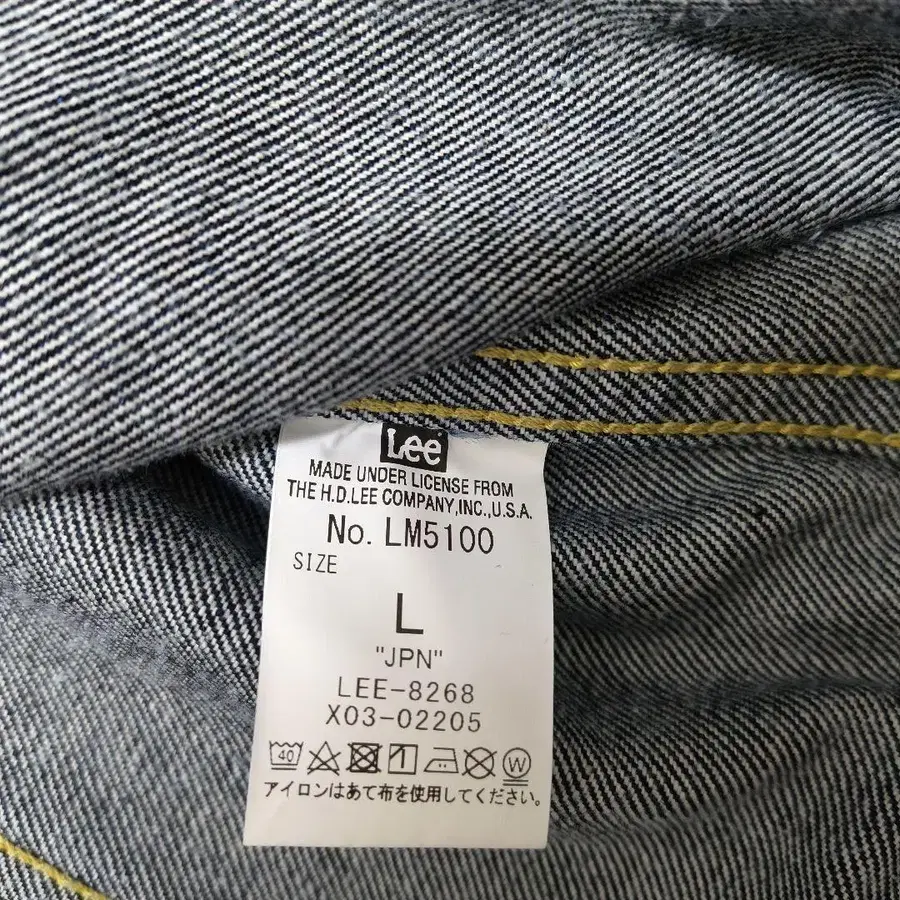 Lee
MADE UNDER LICENSE FROM
THE H.D.LEE COMPANY,INC.,U.S.A.
No. LM5100
SIZE
L
"JPN"
LEE-8268
X03-02205
40 W
アイロンはあて布を使用してください。